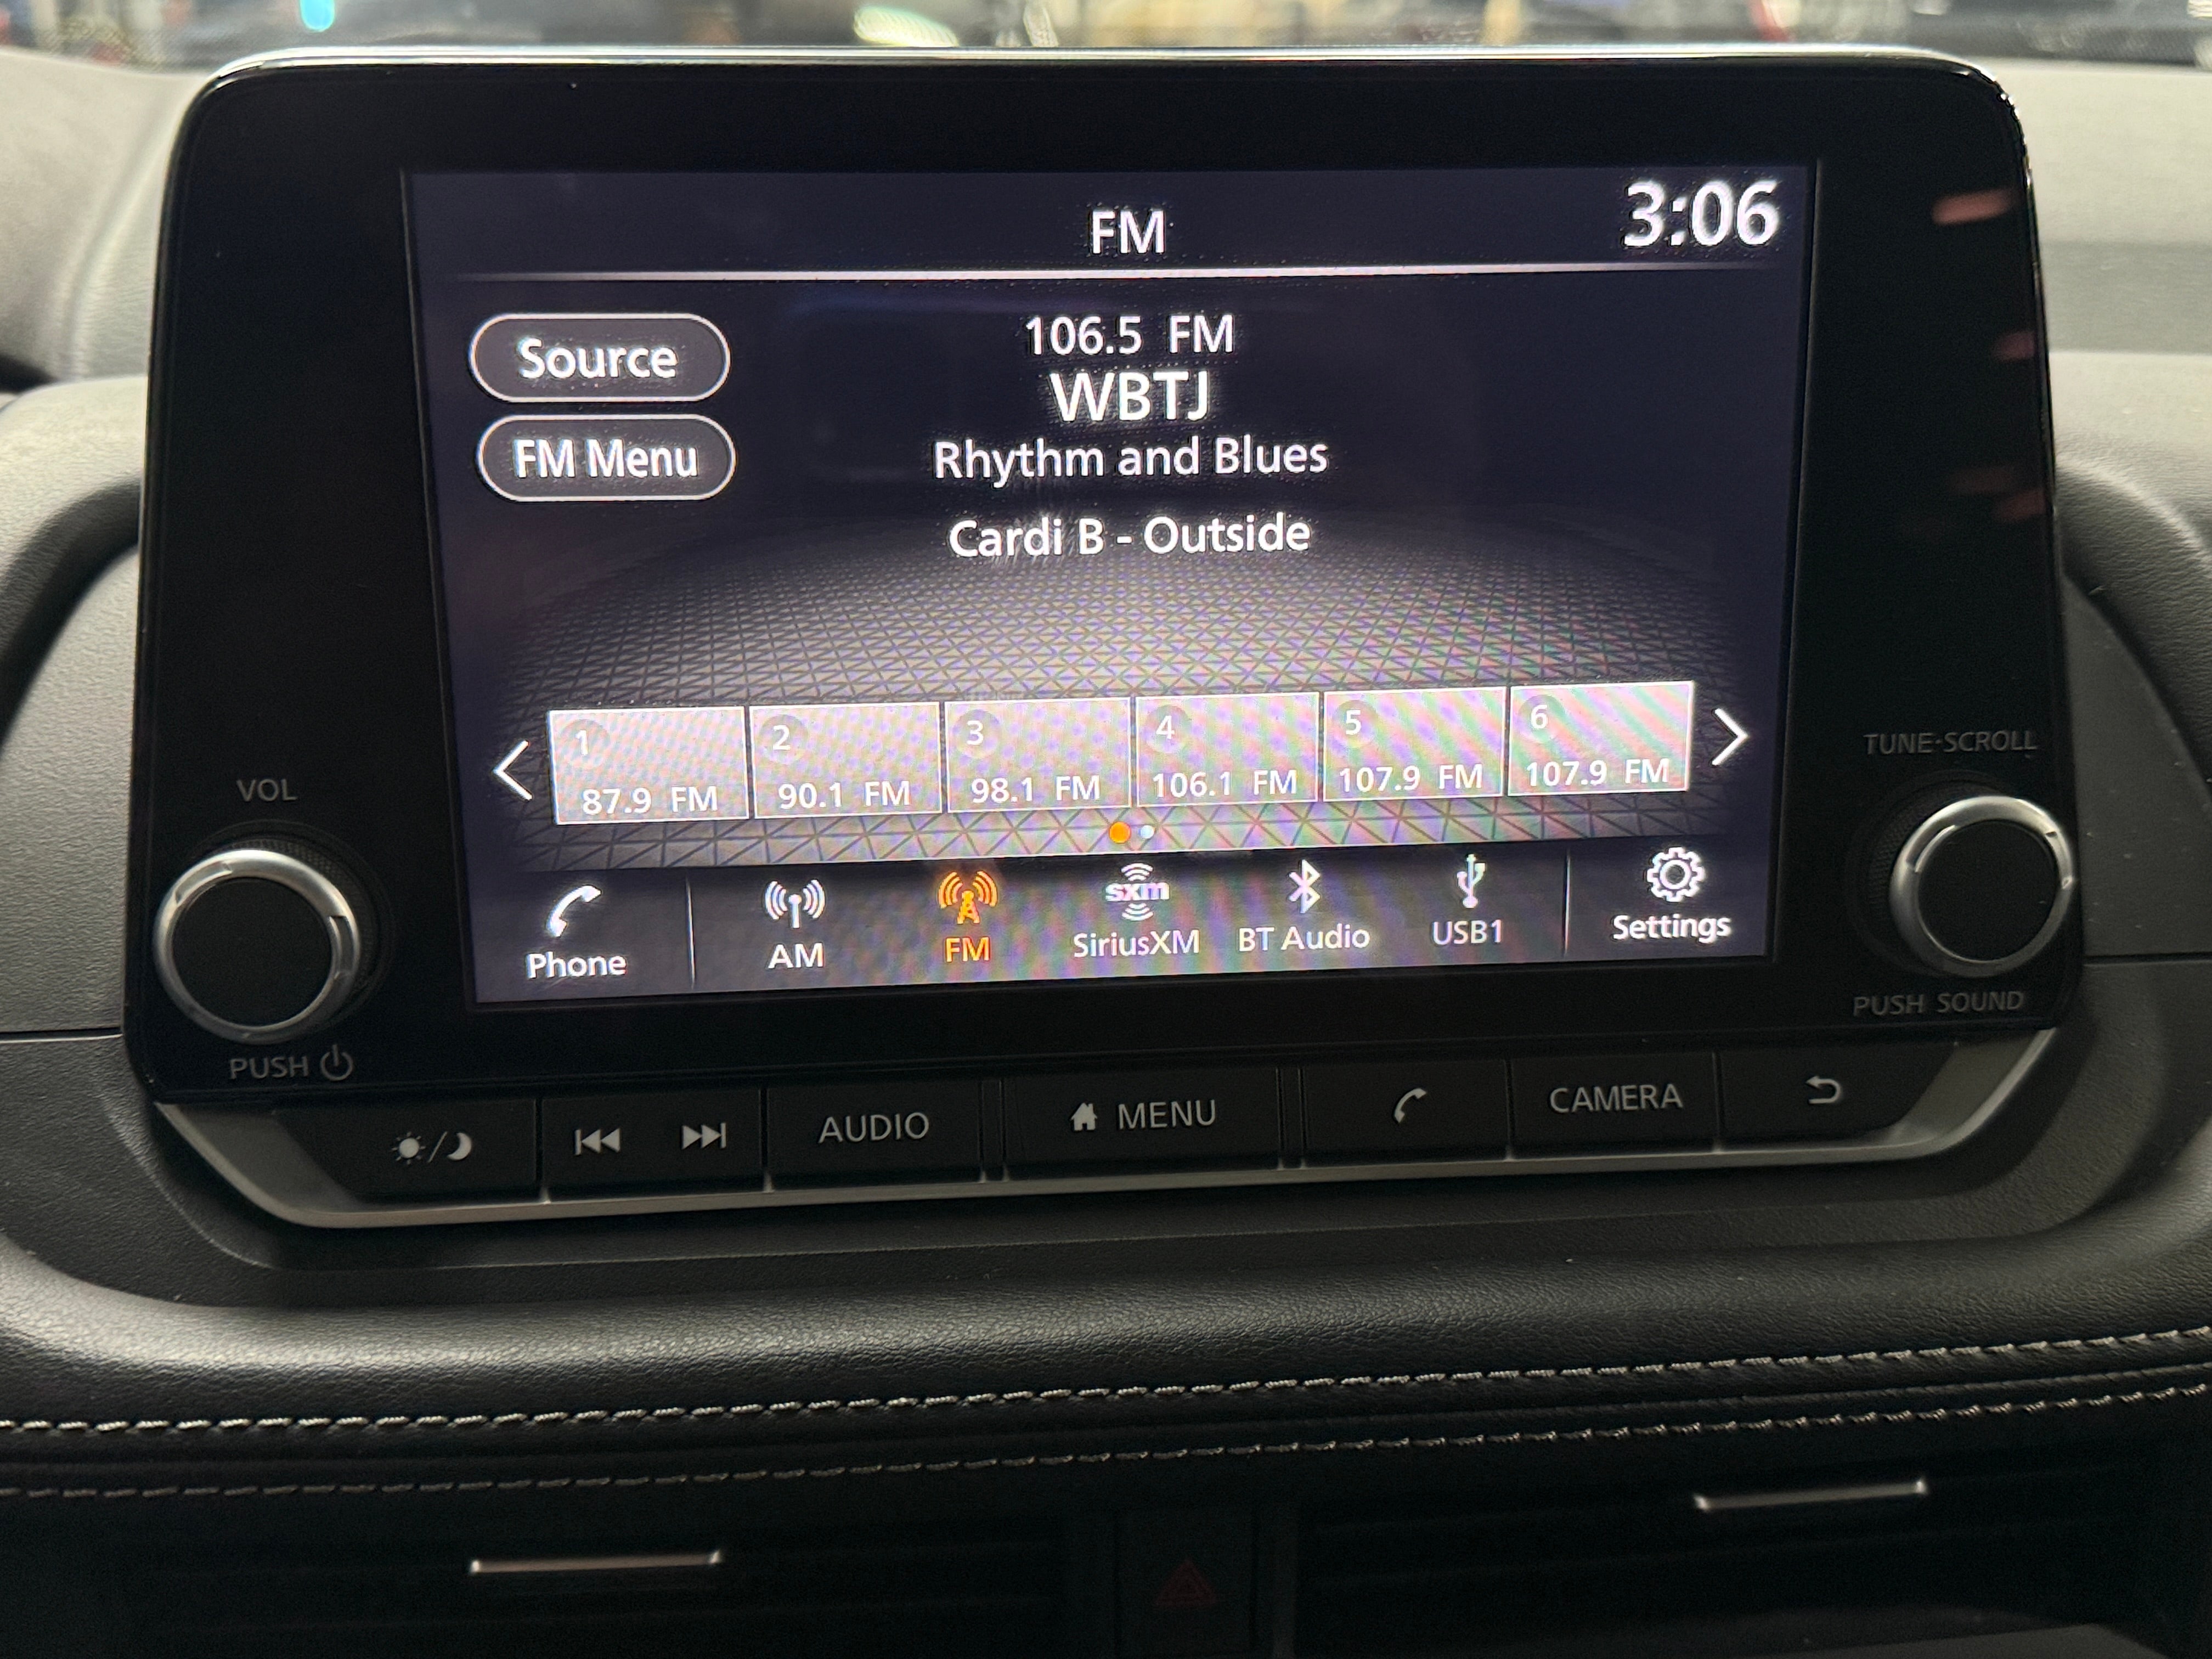 FM
3:06
Source
106.5 FM
WBTJ
FM Menu
Rhythm and Blues
Cardi B - Outside
1 2 3 4 5 6
87.9 FM 90.1 FM 98.1 FM 106.1 FM 107.9 FM 107.9 FM
VOL
TUNE·SCROLL
sxm
Phone AM FM SiriusXM BT Audio USB1 Settings
PUSH
PUSH SOUND
AUDIO MENU CAMERA